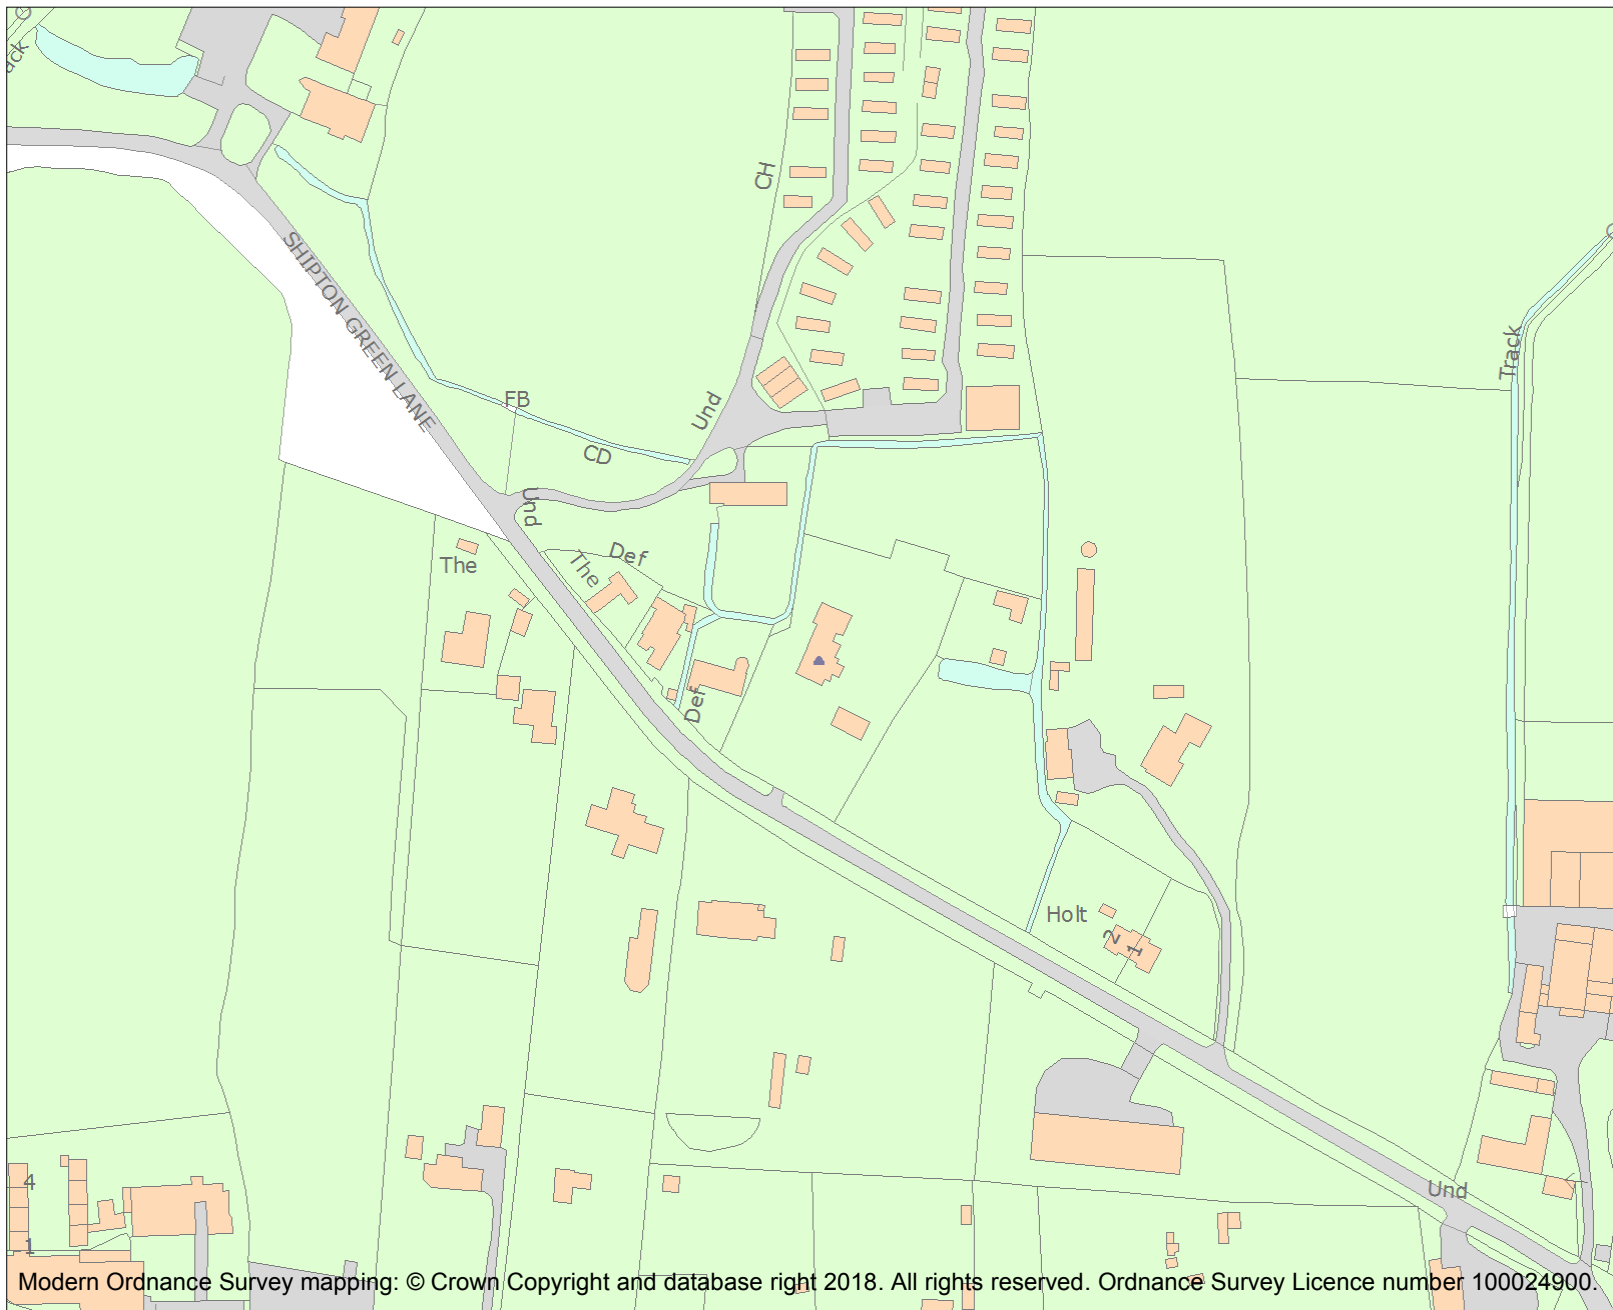 ack
CH
SHIPTON GREEN LANE
Track
FB
Und
CD
Und
Def
The
The
Def
Holt
2
1
4
Und
1
Modern Ordnance Survey mapping: © Crown Copyright and database right 2018. All rights reserved. Ordnance Survey Licence number 100024900.